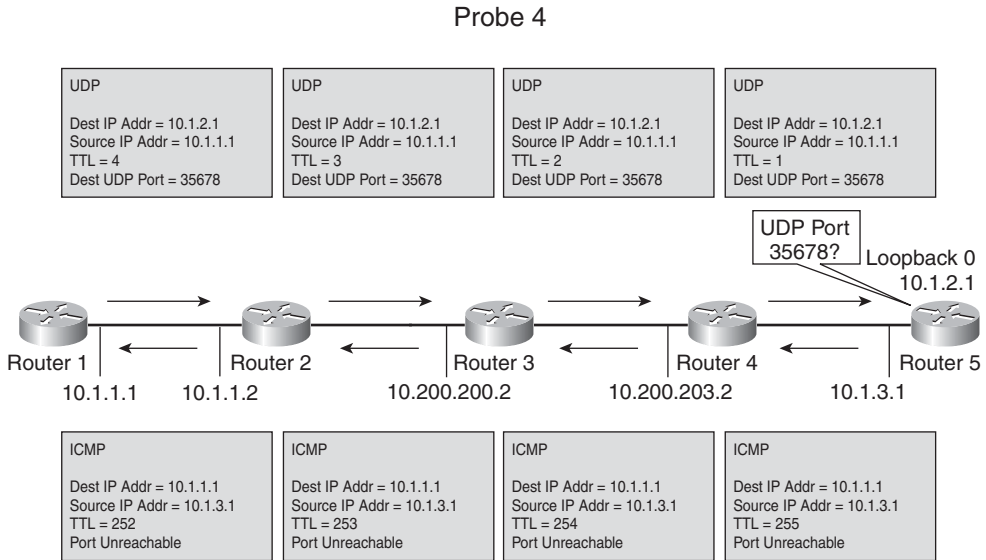 Probe 4
UDP
Dest IP Addr = 10.1.2.1
Source IP Addr = 10.1.1.1
TTL = 4
Dest UDP Port = 35678
UDP
Dest IP Addr = 10.1.2.1
Source IP Addr = 10.1.1.1
TTL = 3
Dest UDP Port = 35678
UDP
Dest IP Addr = 10.1.2.1
Source IP Addr = 10.1.1.1
TTL = 2
Dest UDP Port = 35678
UDP
Dest IP Addr = 10.1.2.1
Source IP Addr = 10.1.1.1
TTL = 1
Dest UDP Port = 35678
UDP Port
35678?
Loopback 0
10.1.2.1
Router 1
Router 2
Router 3
Router 4
Router 5
10.1.1.1
10.1.1.2
10.200.200.2
10.200.203.2
10.1.3.1
ICMP
Dest IP Addr = 10.1.1.1
Source IP Addr = 10.1.3.1
TTL = 252
Port Unreachable
ICMP
Dest IP Addr = 10.1.1.1
Source IP Addr = 10.1.3.1
TTL = 253
Port Unreachable
ICMP
Dest IP Addr = 10.1.1.1
Source IP Addr = 10.1.3.1
TTL = 254
Port Unreachable
ICMP
Dest IP Addr = 10.1.1.1
Source IP Addr = 10.1.3.1
TTL = 255
Port Unreachable